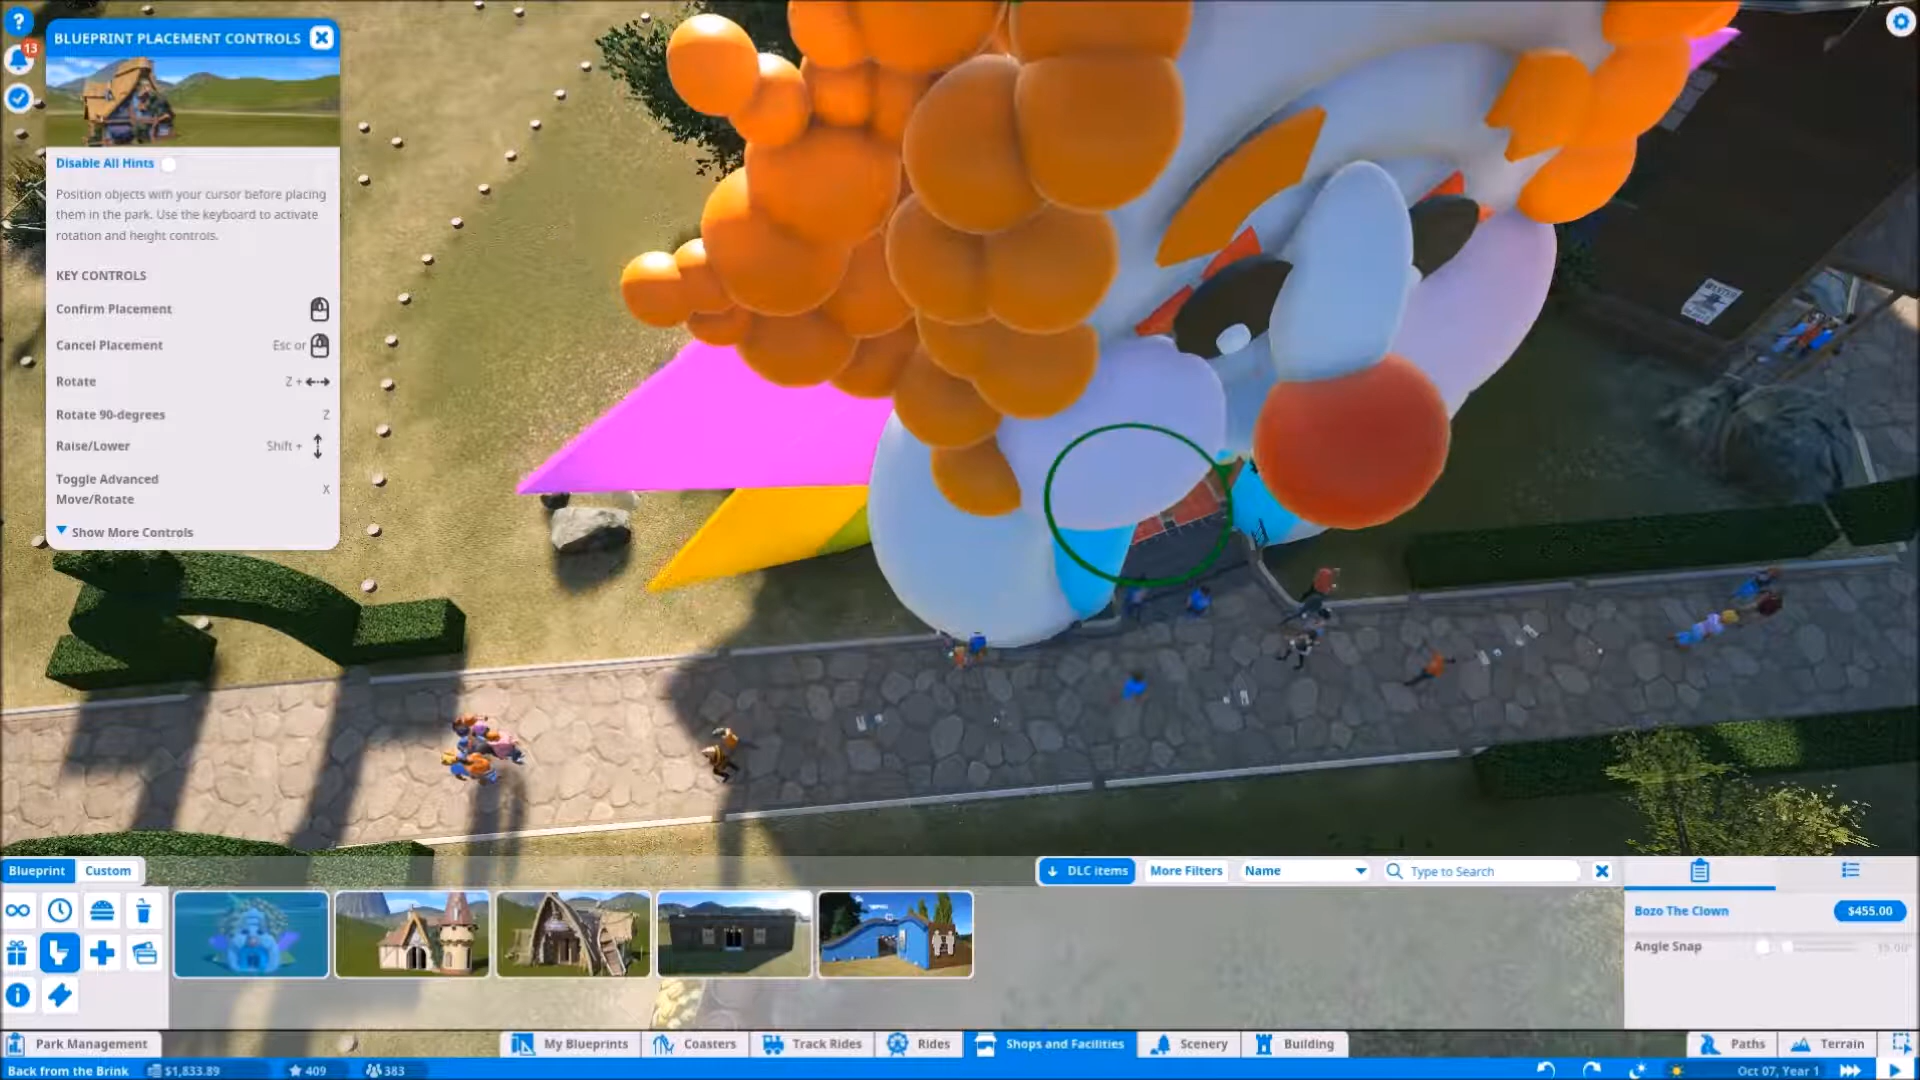 ?
BLUEPRINT PLACEMENT CONTROLS
13
Disable All Hints
Position objects with your cursor before placing
them in the park. Use the keyboard to activate
rotation and height controls.
KEY CONTROLS
Confirm Placement
Cancel Placement Esc or
Rotate Z +
Rotate 90-degrees Z
Raise/Lower Shift +
Toggle Advanced
Move/Rotate X
Show More Controls
WANTED
Blueprint Custom
DLC items More Filters Name Type to Search
Bozo The Clown $455.00
Angle Snap
Park Management My Blueprints Coasters Track Rides Rides Shops and Facilities Scenery Building Paths Terrain
Back from the Brink $1,833.89 409 383 Oct 07, Year 1